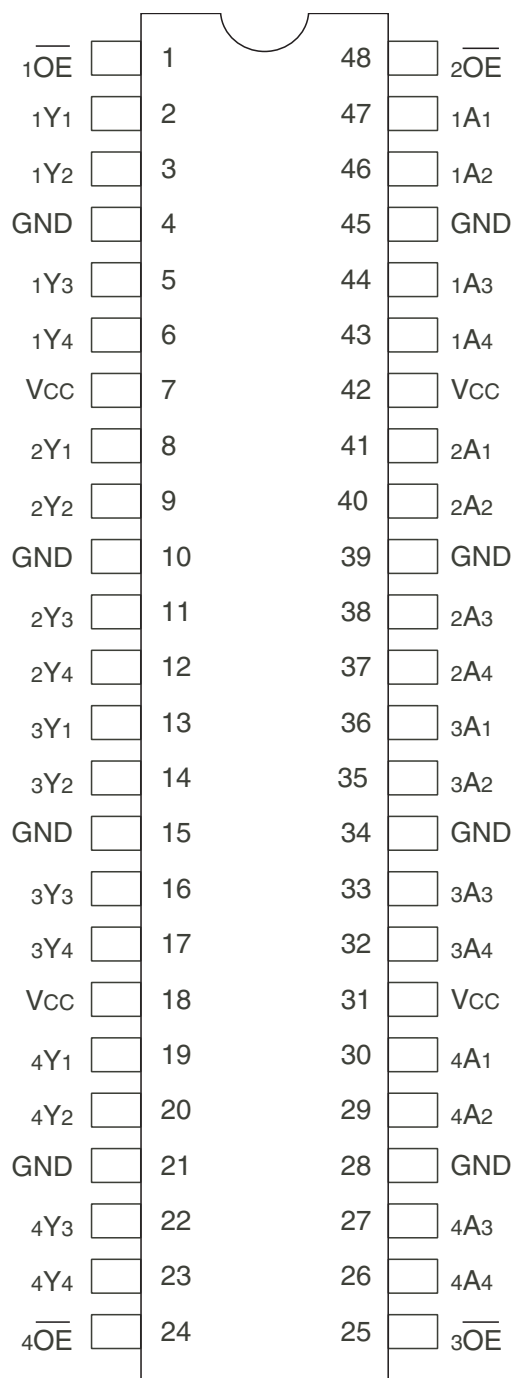 1O̅E̅ 1 48 2O̅E̅
1Y1 2 47 1A1
1Y2 3 46 1A2
GND 4 45 GND
1Y3 5 44 1A3
1Y4 6 43 1A4
VCC 7 42 VCC
2Y1 8 41 2A1
2Y2 9 40 2A2
GND 10 39 GND
2Y3 11 38 2A3
2Y4 12 37 2A4
3Y1 13 36 3A1
3Y2 14 35 3A2
GND 15 34 GND
3Y3 16 33 3A3
3Y4 17 32 3A4
VCC 18 31 VCC
4Y1 19 30 4A1
4Y2 20 29 4A2
GND 21 28 GND
4Y3 22 27 4A3
4Y4 23 26 4A4
4O̅E̅ 24 25 3O̅E̅